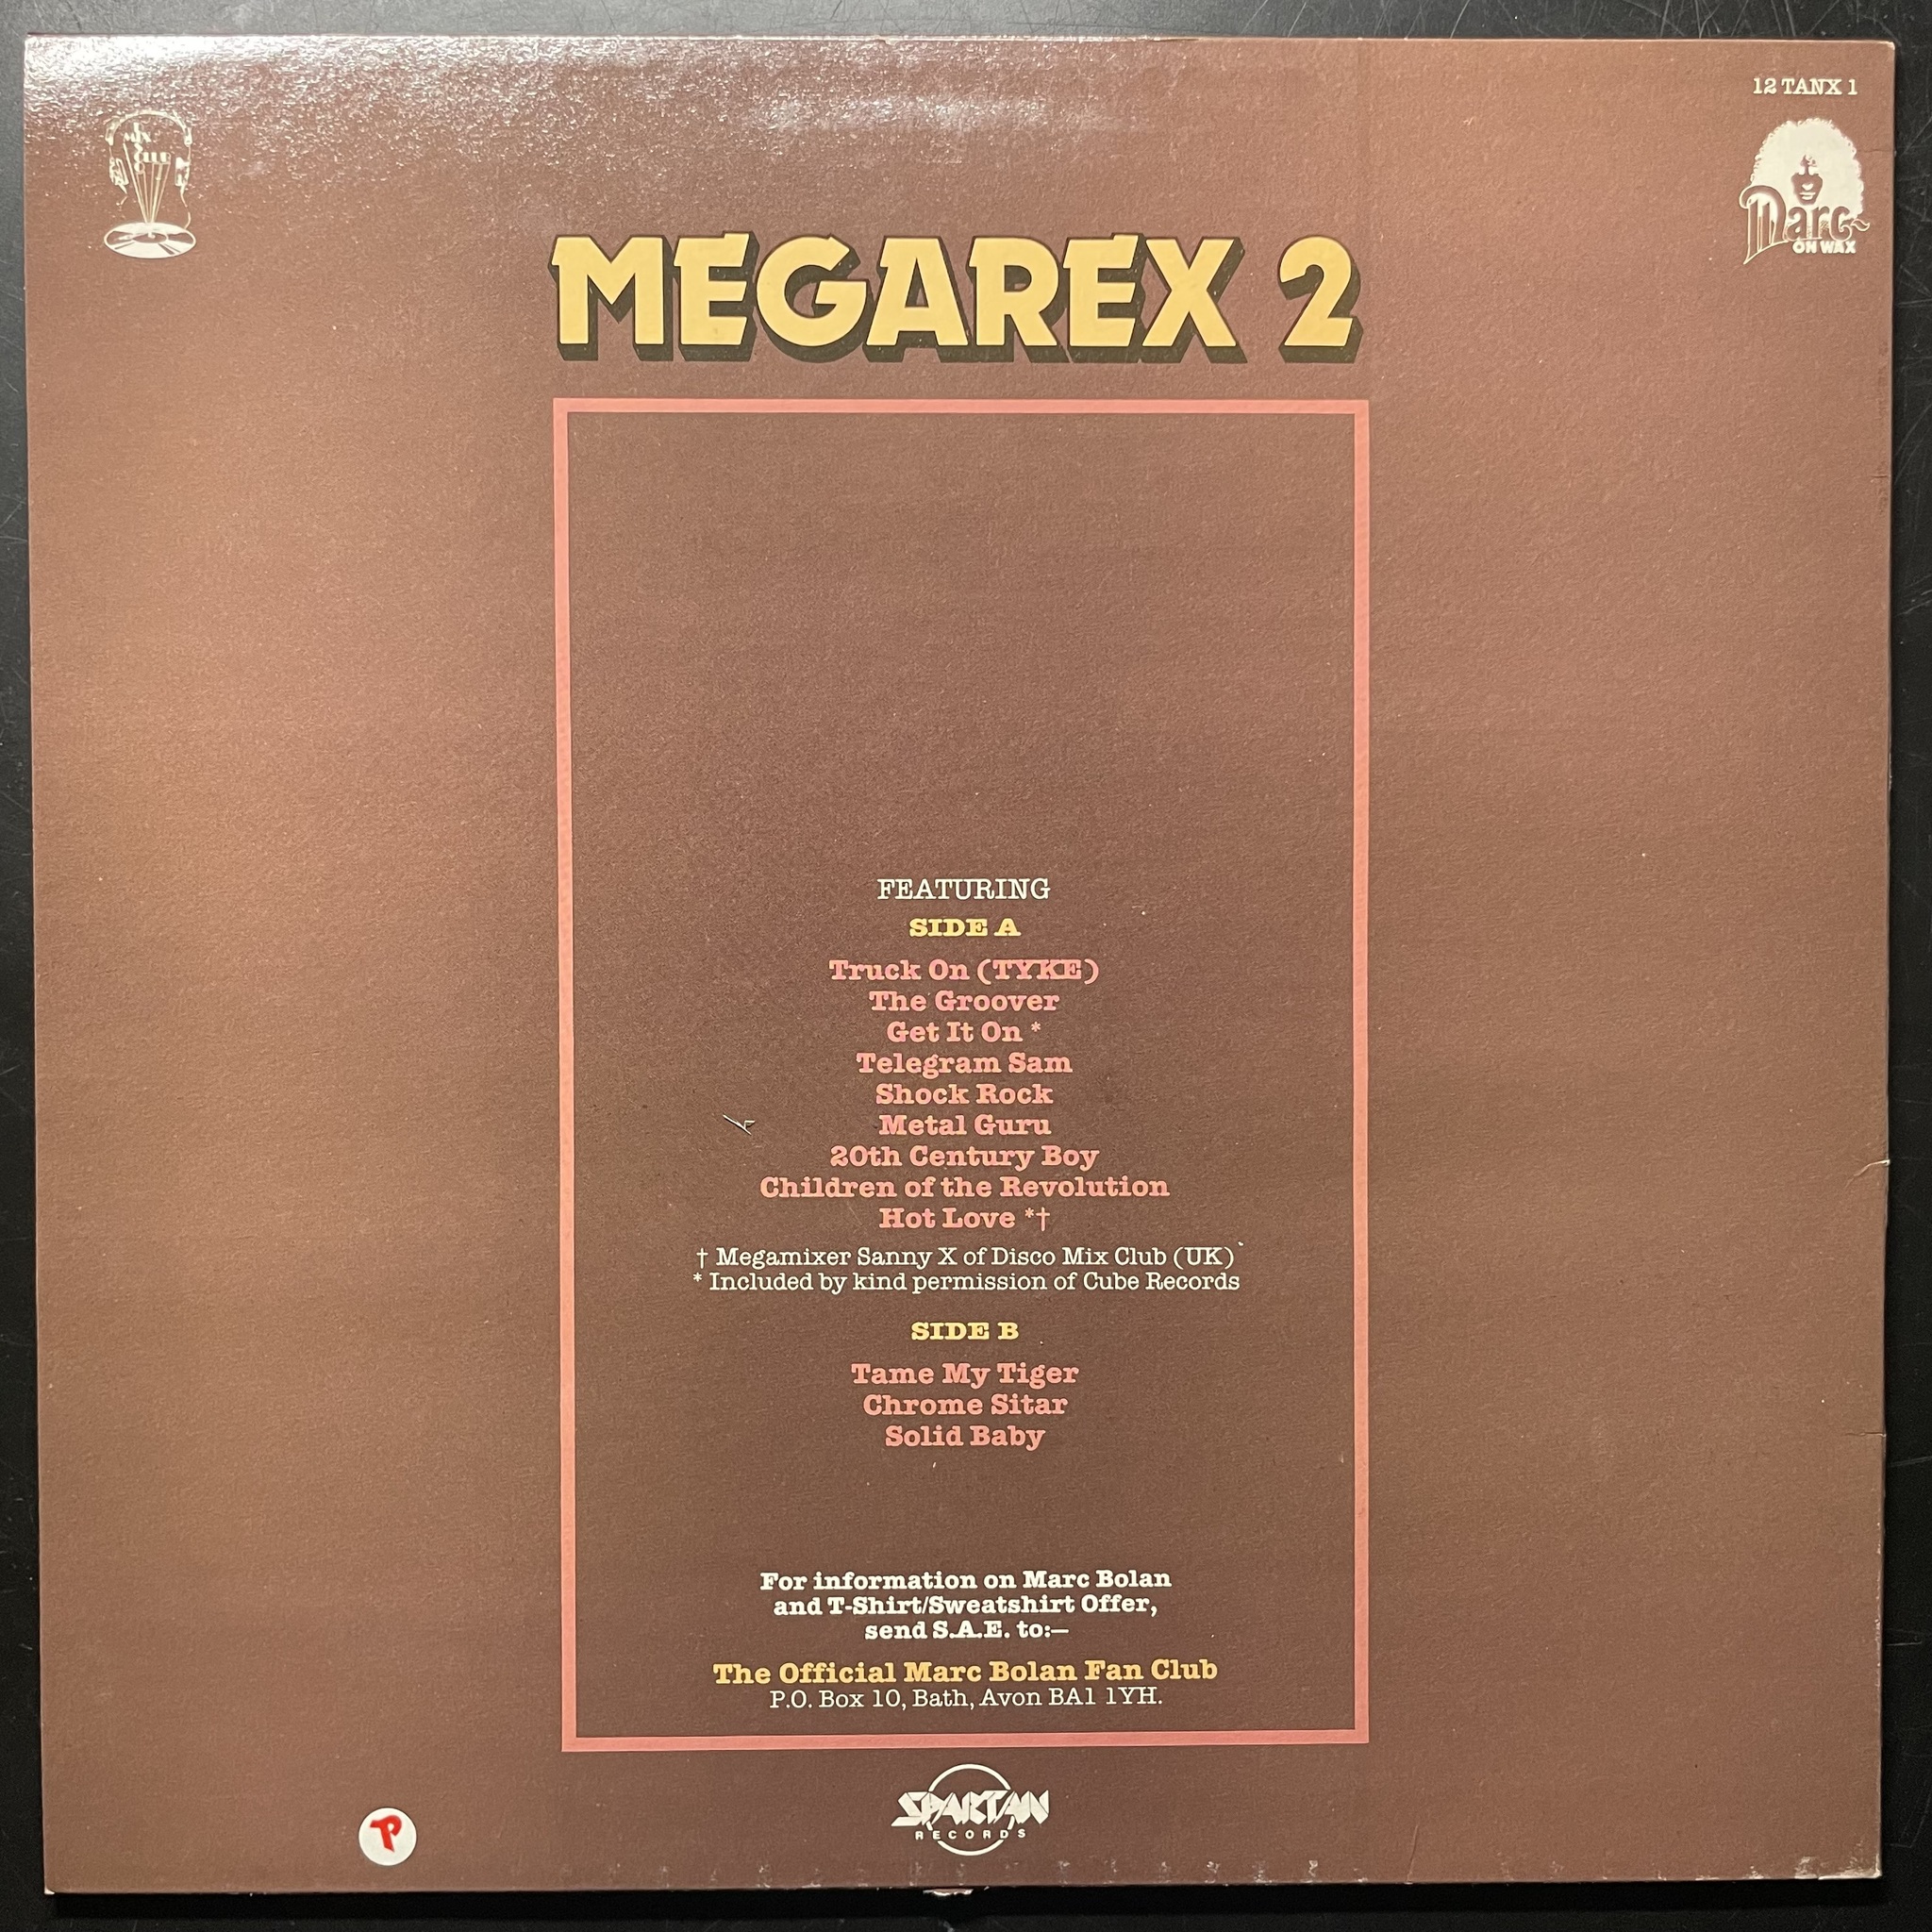 12 TANX 1
MIX
CLUB
Marc
ON WAX
MEGAREX 2
FEATURING
SIDE A
Truck On (TYKE)
The Groover
Get It On *
Telegram Sam
Shock Rock
Metal Guru
20th Century Boy
Children of the Revolution
Hot Love *†
† Megamixer Sanny X of Disco Mix Club (UK)
* Included by kind permission of Cube Records
SIDE B
Tame My Tiger
Chrome Sitar
Solid Baby
For information on Marc Bolan
and T-Shirt/Sweatshirt Offer,
send S.A.E. to:—
The Official Marc Bolan Fan Club
P.O. Box 10, Bath, Avon BA1 1YH.
SPARTAN
RECORDS
P